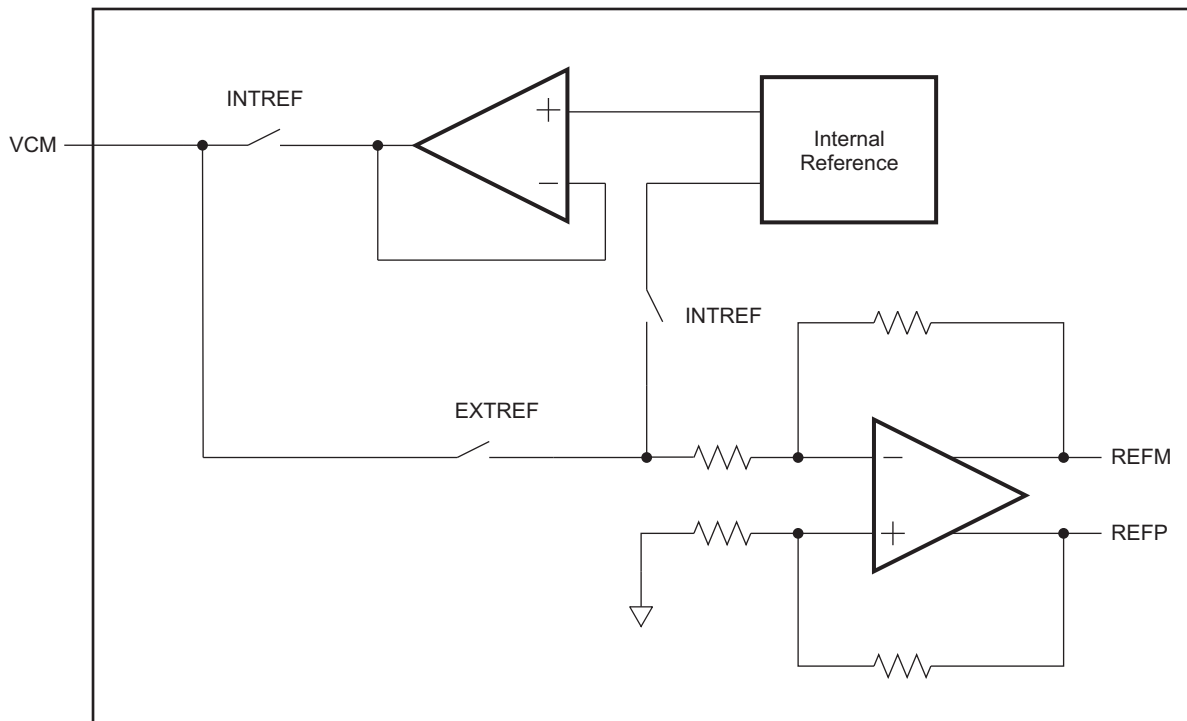 INTREF
VCM
+
−
Internal
Reference
INTREF
EXTREF
−
REFM
+
REFP